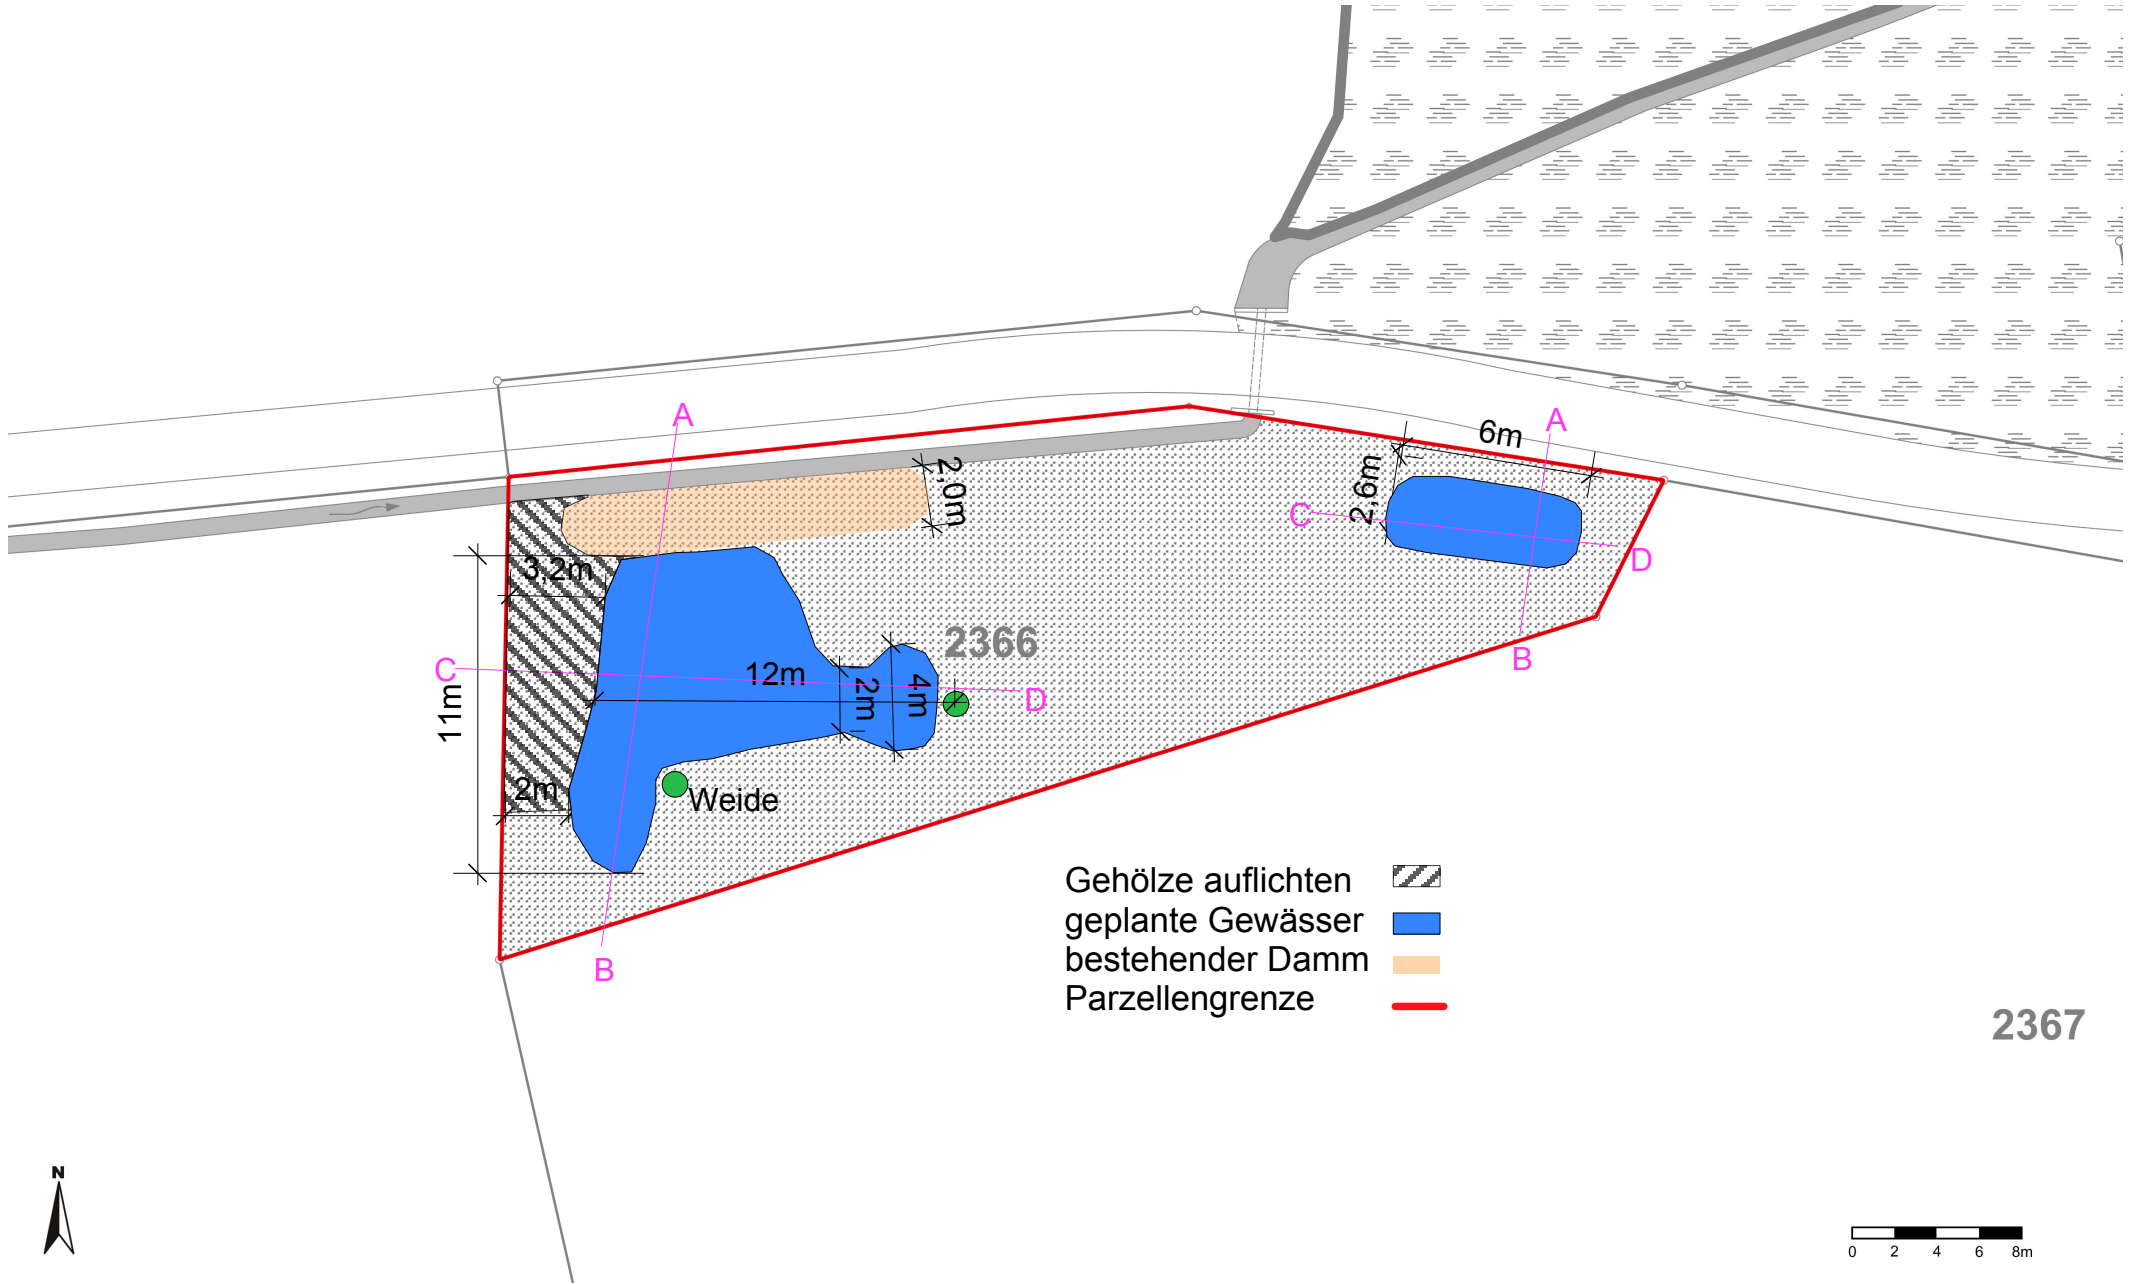 A
A
6m
2,0m
2,6m
C
D
3,2m
2366
C
12m
2m
4m
D
11m
B
2m
Weide
B
Gehölze auflichten
geplante Gewässer
bestehender Damm
Parzellengrenze
2367
N
0 2 4 6 8m